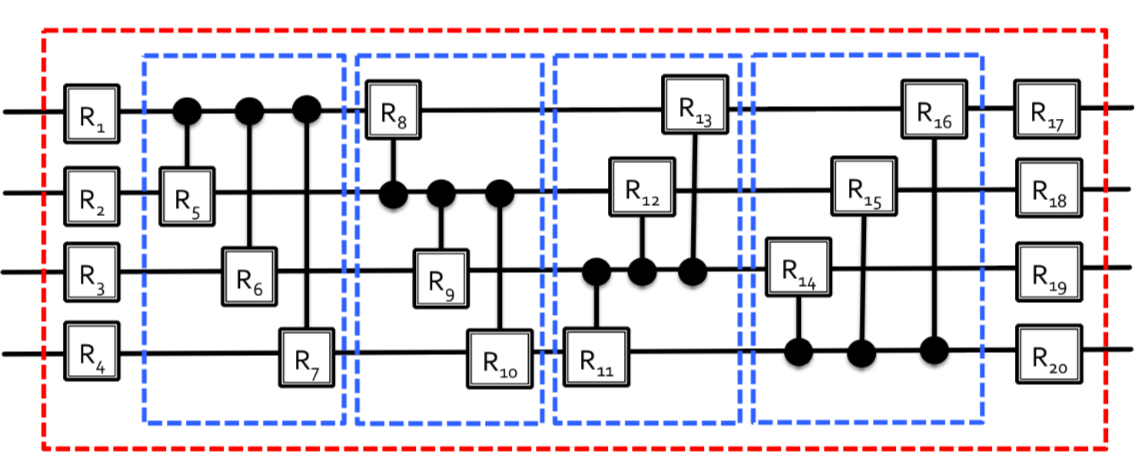 R₁ R₈ R₁₃ R₁₆ R₁₇
R₂ R₅ R₁₂ R₁₅ R₁₈
R₃ R₆ R₉ R₁₄ R₁₉
R₄ R₇ R₁₀ R₁₁ R₂₀